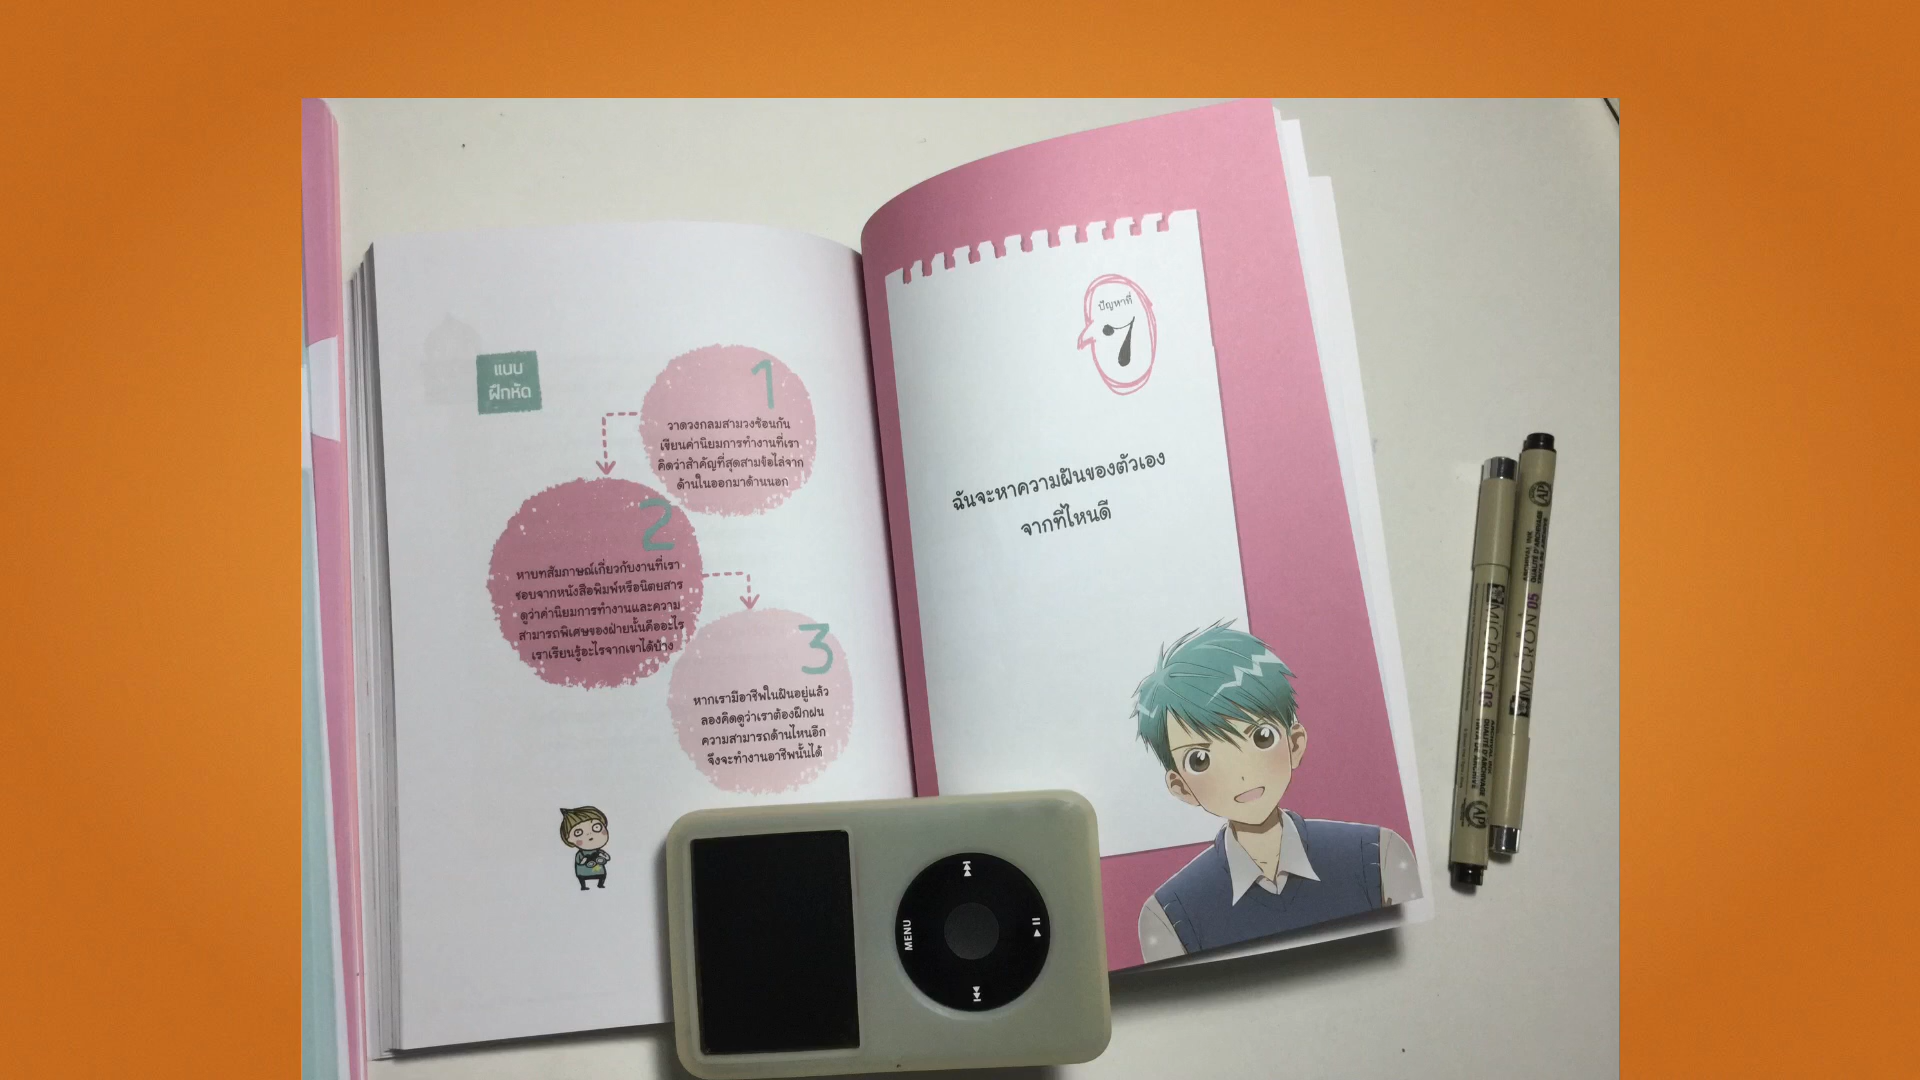 แบบ
ฝึกหัด
1
วาดวงกลมสามวงซ้อนกัน
เขียนค่านิยมการทำงานที่เรา
คิดว่าสำคัญที่สุดสามข้อไล่จาก
ด้านในออกมาด้านนอก
2
หาบทสัมภาษณ์เกี่ยวกับงานที่เรา
ชอบจากหนังสือพิมพ์หรือนิตยสาร
ดูว่าค่านิยมการทำงานและความ
สามารถพิเศษของฝ่ายนั้นคืออะไร
เราเรียนรู้อะไรจากเขาได้บ้าง
3
หากเรามีอาชีพในฝันอยู่แล้ว
ลองคิดดูว่าเราต้องฝึกฝน
ความสามารถด้านไหนอีก
จึงจะทำงานอาชีพนั้นได้
ปัญหาที่
7
ฉันจะหาความฝันของตัวเอง
จากที่ไหนดี
MENU
MICRON 03
MICRON 05